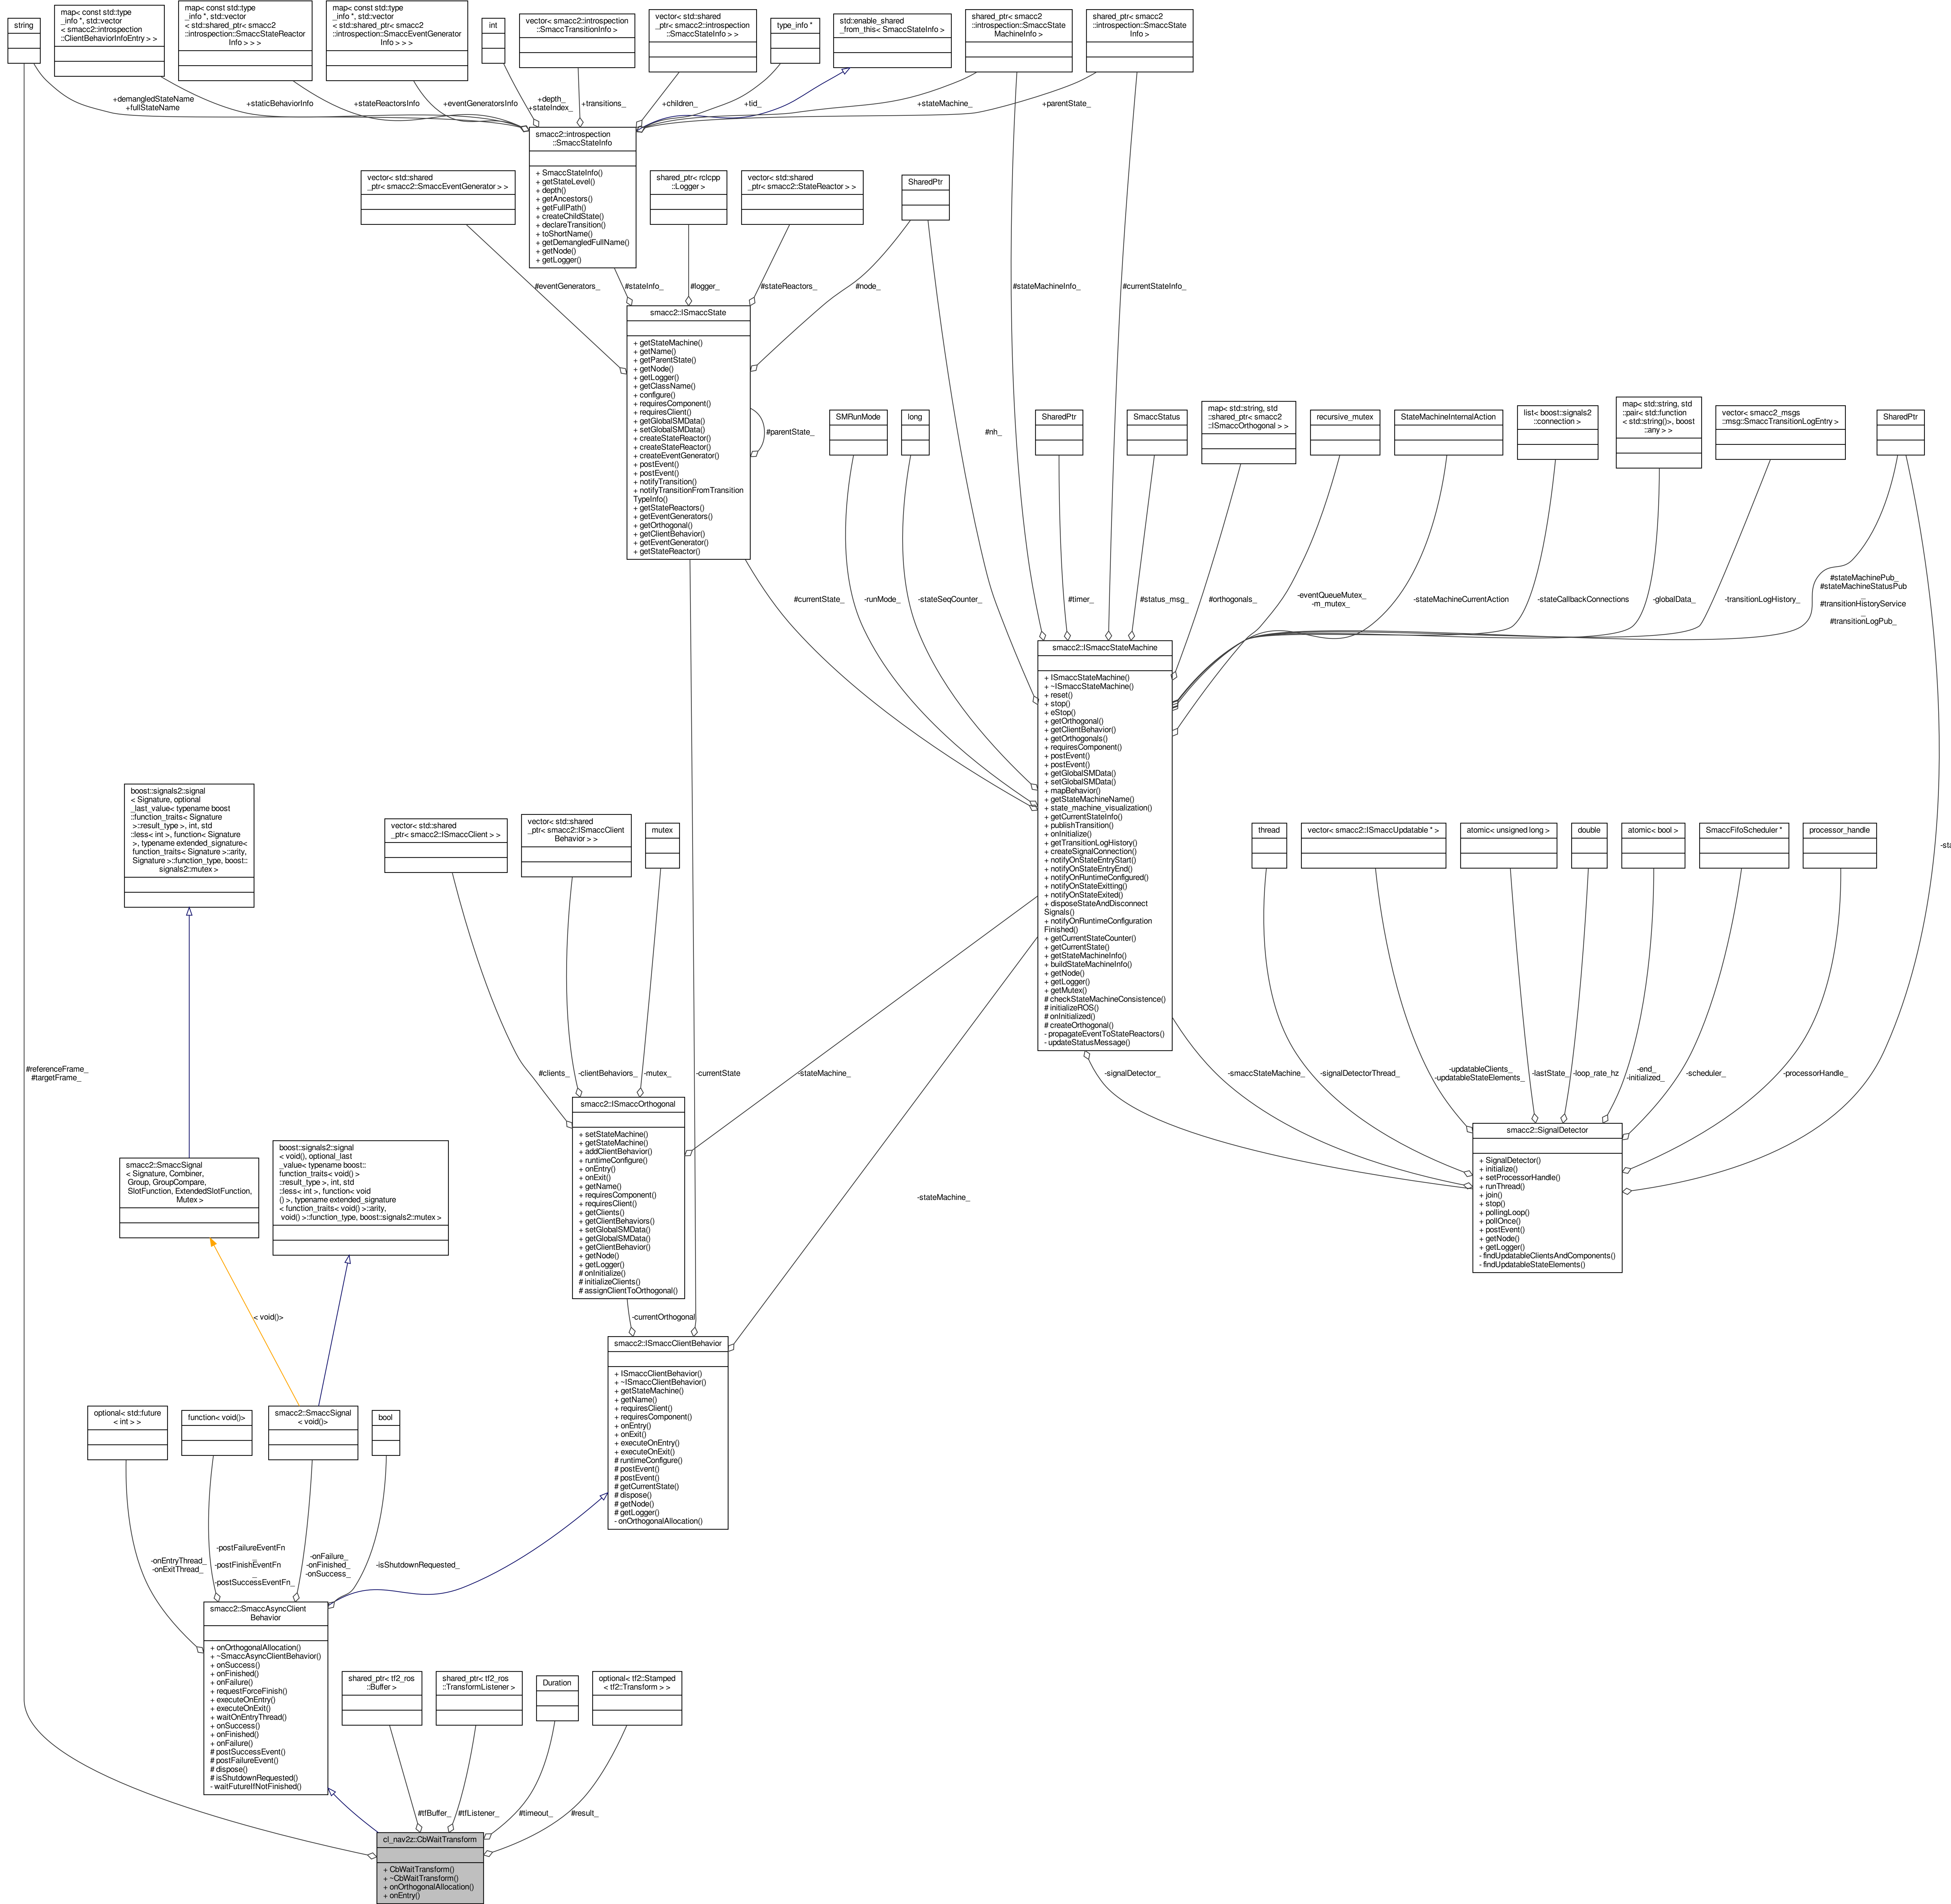 string
map< const std::type
_info *, std::vector
< smacc2::introspection
::ClientBehaviorInfoEntry > >
map< const std::type
_info *, std::vector
< std::shared_ptr< smacc2
::introspection::SmaccStateReactor
Info > > >
map< const std::type
_info *, std::vector
< std::shared_ptr< smacc2
::introspection::SmaccEventGenerator
Info > > >
int
vector< smacc2::introspection
::SmaccTransitionInfo >
vector< std::shared
_ptr< smacc2::introspection
::SmaccStateInfo > >
type_info *
std::enable_shared
_from_this< SmaccStateInfo >
shared_ptr< smacc2
::introspection::SmaccState
MachineInfo >
shared_ptr< smacc2
::introspection::SmaccState
Info >
+demangledStateName
+fullStateName
+staticBehaviorInfo
+stateReactorsInfo
+eventGeneratorsInfo
+depth_
+stateIndex_
+transitions_
+children_
+tid_
+stateMachine_
+parentState_
smacc2::introspection
::SmaccStateInfo
+ SmaccStateInfo()
+ getStateLevel()
+ depth()
+ getAncestors()
+ getFullPath()
+ createChildState()
+ declareTransition()
+ toShortName()
+ getDemangledFullName()
+ getNode()
+ getLogger()
vector< std::shared
_ptr< smacc2::SmaccEventGenerator > >
shared_ptr< rclcpp
::Logger >
vector< std::shared
_ptr< smacc2::StateReactor > >
SharedPtr
#eventGenerators_
#stateInfo_
#logger_
#stateReactors_
#node_
#stateMachineInfo_
#currentStateInfo_
smacc2::ISmaccState
+ getStateMachine()
+ getName()
+ getParentState()
+ getNode()
+ getLogger()
+ getClassName()
+ configure()
+ requiresComponent()
+ requiresClient()
+ getGlobalSMData()
+ setGlobalSMData()
+ createStateReactor()
+ createStateReactor()
+ createEventGenerator()
+ postEvent()
+ postEvent()
+ notifyTransition()
+ notifyTransitionFromTransition
TypeInfo()
+ getStateReactors()
+ getEventGenerators()
+ getOrthogonal()
+ getClientBehavior()
+ getEventGenerator()
+ getStateReactor()
#parentState_
SMRunMode
long
#nh_
SharedPtr
SmaccStatus
map< std::string, std
::shared_ptr< smacc2
::ISmaccOrthogonal > >
recursive_mutex
StateMachineInternalAction
list< boost::signals2
::connection >
map< std::string, std
::pair< std::function
< std::string()>, boost
::any > >
vector< smacc2_msgs
::msg::SmaccTransitionLogEntry >
SharedPtr
#currentState_
-runMode_
-stateSeqCounter_
#timer_
#status_msg_
#orthogonals_
-eventQueueMutex_
-m_mutex_
-stateMachineCurrentAction
-stateCallbackConnections
-globalData_
-transitionLogHistory_
#stateMachinePub_
#stateMachineStatusPub
_
#transitionHistoryService
_
#transitionLogPub_
smacc2::ISmaccStateMachine
+ ISmaccStateMachine()
+ ~ISmaccStateMachine()
+ reset()
+ stop()
+ eStop()
+ getOrthogonal()
+ getClientBehavior()
+ getOrthogonals()
+ requiresComponent()
+ postEvent()
+ postEvent()
+ getGlobalSMData()
+ setGlobalSMData()
+ mapBehavior()
+ getStateMachineName()
+ state_machine_visualization()
+ getCurrentStateInfo()
+ publishTransition()
+ onInitialize()
+ getTransitionLogHistory()
+ createSignalConnection()
+ notifyOnStateEntryStart()
+ notifyOnStateEntryEnd()
+ notifyOnRuntimeConfigured()
+ notifyOnStateExitting()
+ notifyOnStateExited()
+ disposeStateAndDisconnect
Signals()
+ notifyOnRuntimeConfiguration
Finished()
+ getCurrentStateCounter()
+ getCurrentState()
+ getStateMachineInfo()
+ buildStateMachineInfo()
+ getNode()
+ getLogger()
+ getMutex()
# checkStateMachineConsistence()
# initializeROS()
# onInitialized()
# createOrthogonal()
- propagateEventToStateReactors()
- updateStatusMessage()
boost::signals2::signal
< Signature, optional
_last_value< typename boost
::function_traits< Signature
>::result_type >, int, std
::less< int >, function< Signature
>, typename extended_signature<
function_traits< Signature >::arity,
Signature >::function_type, boost::
signals2::mutex >
vector< std::shared
_ptr< smacc2::ISmaccClient > >
vector< std::shared
_ptr< smacc2::ISmaccClient
Behavior > >
mutex
thread
vector< smacc2::ISmaccUpdatable * >
atomic< unsigned long >
double
atomic< bool >
SmaccFifoScheduler *
processor_handle
-sta
#referenceFrame_
#targetFrame_
#clients_
-clientBehaviors_
-mutex_
-currentState
-stateMachine_
-signalDetector_
-smaccStateMachine_
-signalDetectorThread_
-updatableClients_
-updatableStateElements_
-lastState_
-loop_rate_hz
-end_
-initialized_
-scheduler_
-processorHandle_
smacc2::ISmaccOrthogonal
+ setStateMachine()
+ getStateMachine()
+ addClientBehavior()
+ runtimeConfigure()
+ onEntry()
+ onExit()
+ getName()
+ requiresComponent()
+ requiresClient()
+ getClients()
+ getClientBehaviors()
+ setGlobalSMData()
+ getGlobalSMData()
+ getClientBehavior()
+ getNode()
+ getLogger()
# onInitialize()
# initializeClients()
# assignClientToOrthogonal()
smacc2::SignalDetector
+ SignalDetector()
+ initialize()
+ setProcessorHandle()
+ runThread()
+ join()
+ stop()
+ pollingLoop()
+ pollOnce()
+ postEvent()
+ getNode()
+ getLogger()
- findUpdatableClientsAndComponents()
- findUpdatableStateElements()
smacc2::SmaccSignal
< Signature, Combiner,
Group, GroupCompare,
SlotFunction, ExtendedSlotFunction,
Mutex >
boost::signals2::signal
< void(), optional_last
_value< typename boost::
function_traits< void() >
::result_type >, int, std
::less< int >, function< void
() >, typename extended_signature
< function_traits< void() >::arity,
void() >::function_type, boost::signals2::mutex >
-stateMachine_
< void()>
-currentOrthogonal
smacc2::ISmaccClientBehavior
+ ISmaccClientBehavior()
+ ~ISmaccClientBehavior()
+ getStateMachine()
+ getName()
+ requiresClient()
+ requiresComponent()
+ onEntry()
+ onExit()
+ executeOnEntry()
+ executeOnExit()
# runtimeConfigure()
# postEvent()
# postEvent()
# getCurrentState()
# dispose()
# getNode()
# getLogger()
- onOrthogonalAllocation()
optional< std::future
< int > >
function< void()>
smacc2::SmaccSignal
< void()>
bool
-onEntryThread_
-onExitThread_
-postFailureEventFn
_
-postFinishEventFn
_
-postSuccessEventFn_
-onFailure_
-onFinished_
-onSuccess_
-isShutdownRequested_
smacc2::SmaccAsyncClient
Behavior
+ onOrthogonalAllocation()
+ ~SmaccAsyncClientBehavior()
+ onSuccess()
+ onFinished()
+ onFailure()
+ requestForceFinish()
+ executeOnEntry()
+ executeOnExit()
+ waitOnEntryThread()
+ onSuccess()
+ onFinished()
+ onFailure()
# postSuccessEvent()
# postFailureEvent()
# dispose()
# isShutdownRequested()
- waitFutureIfNotFinished()
shared_ptr< tf2_ros
::Buffer >
shared_ptr< tf2_ros
::TransformListener >
Duration
optional< tf2::Stamped
< tf2::Transform > >
#tfBuffer_
#tfListener_
#timeout_
#result_
cl_nav2z::CbWaitTransform
+ CbWaitTransform()
+ ~CbWaitTransform()
+ onOrthogonalAllocation()
+ onEntry()